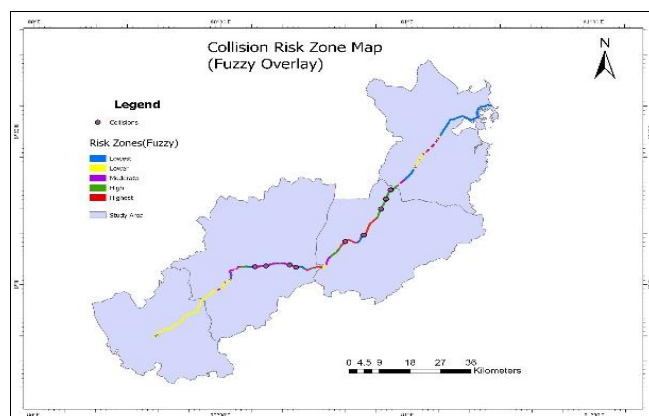 Collision Risk Zone Map
(Fuzzy Overlay)
N
Legend
Collisions
Risk Zones(Fuzzy)
Lowest
Lower
Moderate
High
Highest
Study Area
0 4.5 9 18 27 36
Kilometers